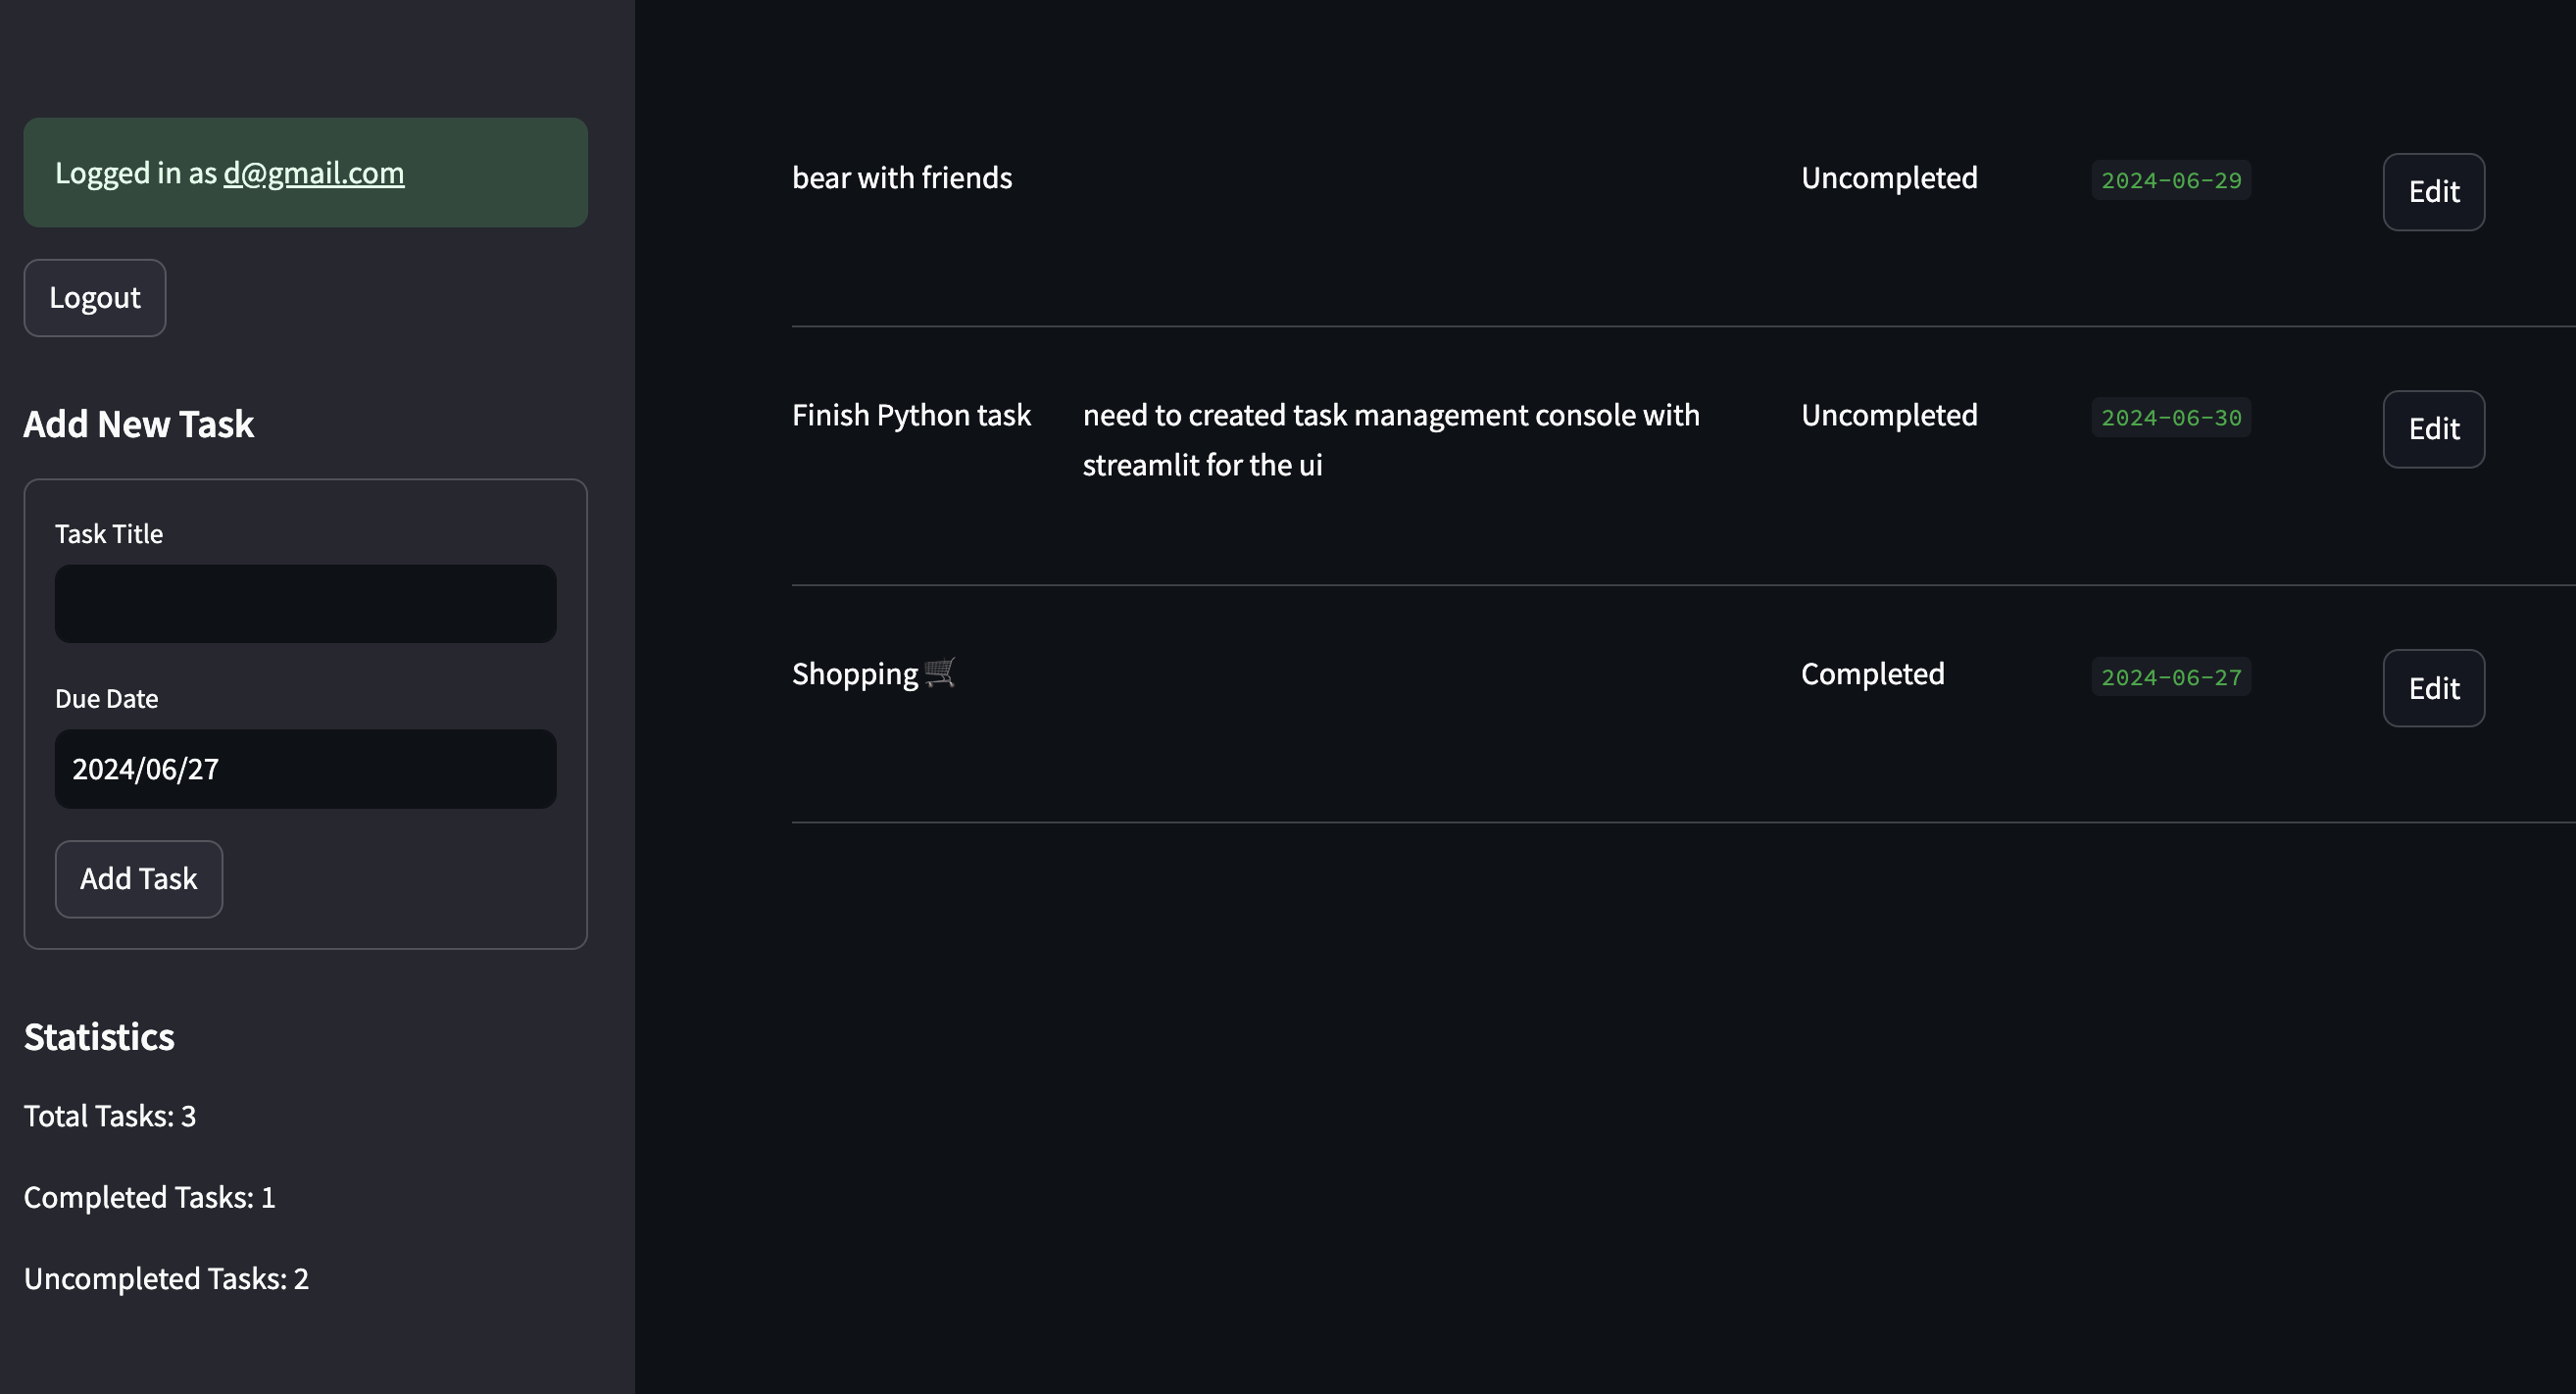 Logged in as d@gmail.com
Logout
Add New Task
Task Title
Due Date
2024/06/27
Add Task
Statistics
Total Tasks: 3
Completed Tasks: 1
Uncompleted Tasks: 2
bear with friends Uncompleted 2024-06-29 Edit
Finish Python task need to created task management console with Uncompleted 2024-06-30 Edit
streamlit for the ui
Shopping 🛒 Completed 2024-06-27 Edit